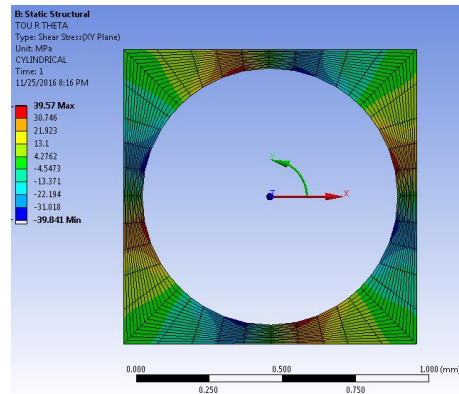 B: Static Structural
TOU R THETA
Type: Shear Stress(XY Plane)
Unit: MPa
CYLINDRICAL
Time: 1
11/25/2016 8:16 PM
39.57 Max
30.746
21.923
13.1
4.2762
-4.5473
-13.371
-22.194
-31.018
-39.841 Min
Y
Z
X
0.000
0.500
1.000 (mm)
0.250
0.750